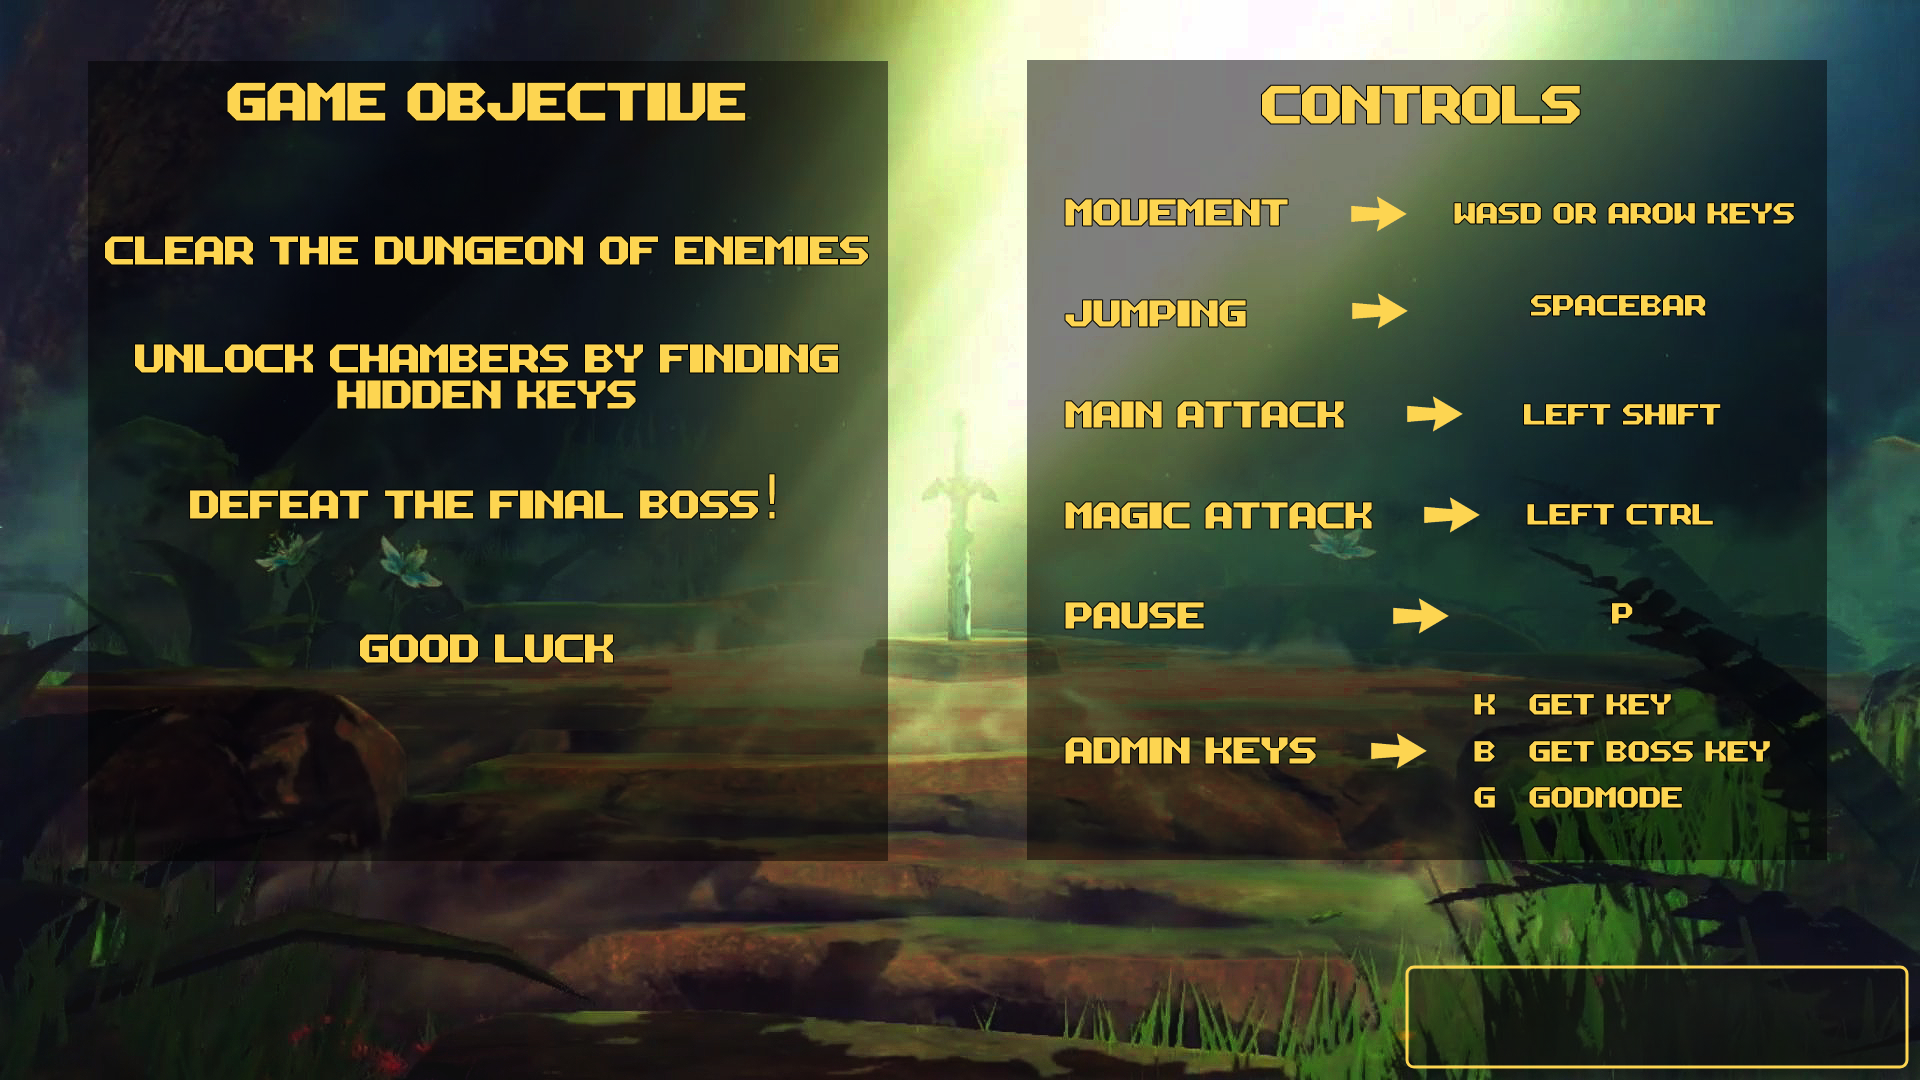 GAME OBJECTIVE
CLEAR THE DUNGEON OF ENEMIES
UNLOCK CHAMBERS BY FINDING
HIDDEN KEYS
DEFEAT THE FINAL BOSS!
GOOD LUCK
CONTROLS
MOVEMENT WASD OR AROW KEYS
JUMPING SPACEBAR
MAIN ATTACK LEFT SHIFT
MAGIC ATTACK LEFT CTRL
PAUSE P
ADMIN KEYS
K GET KEY
B GET BOSS KEY
G GODMODE